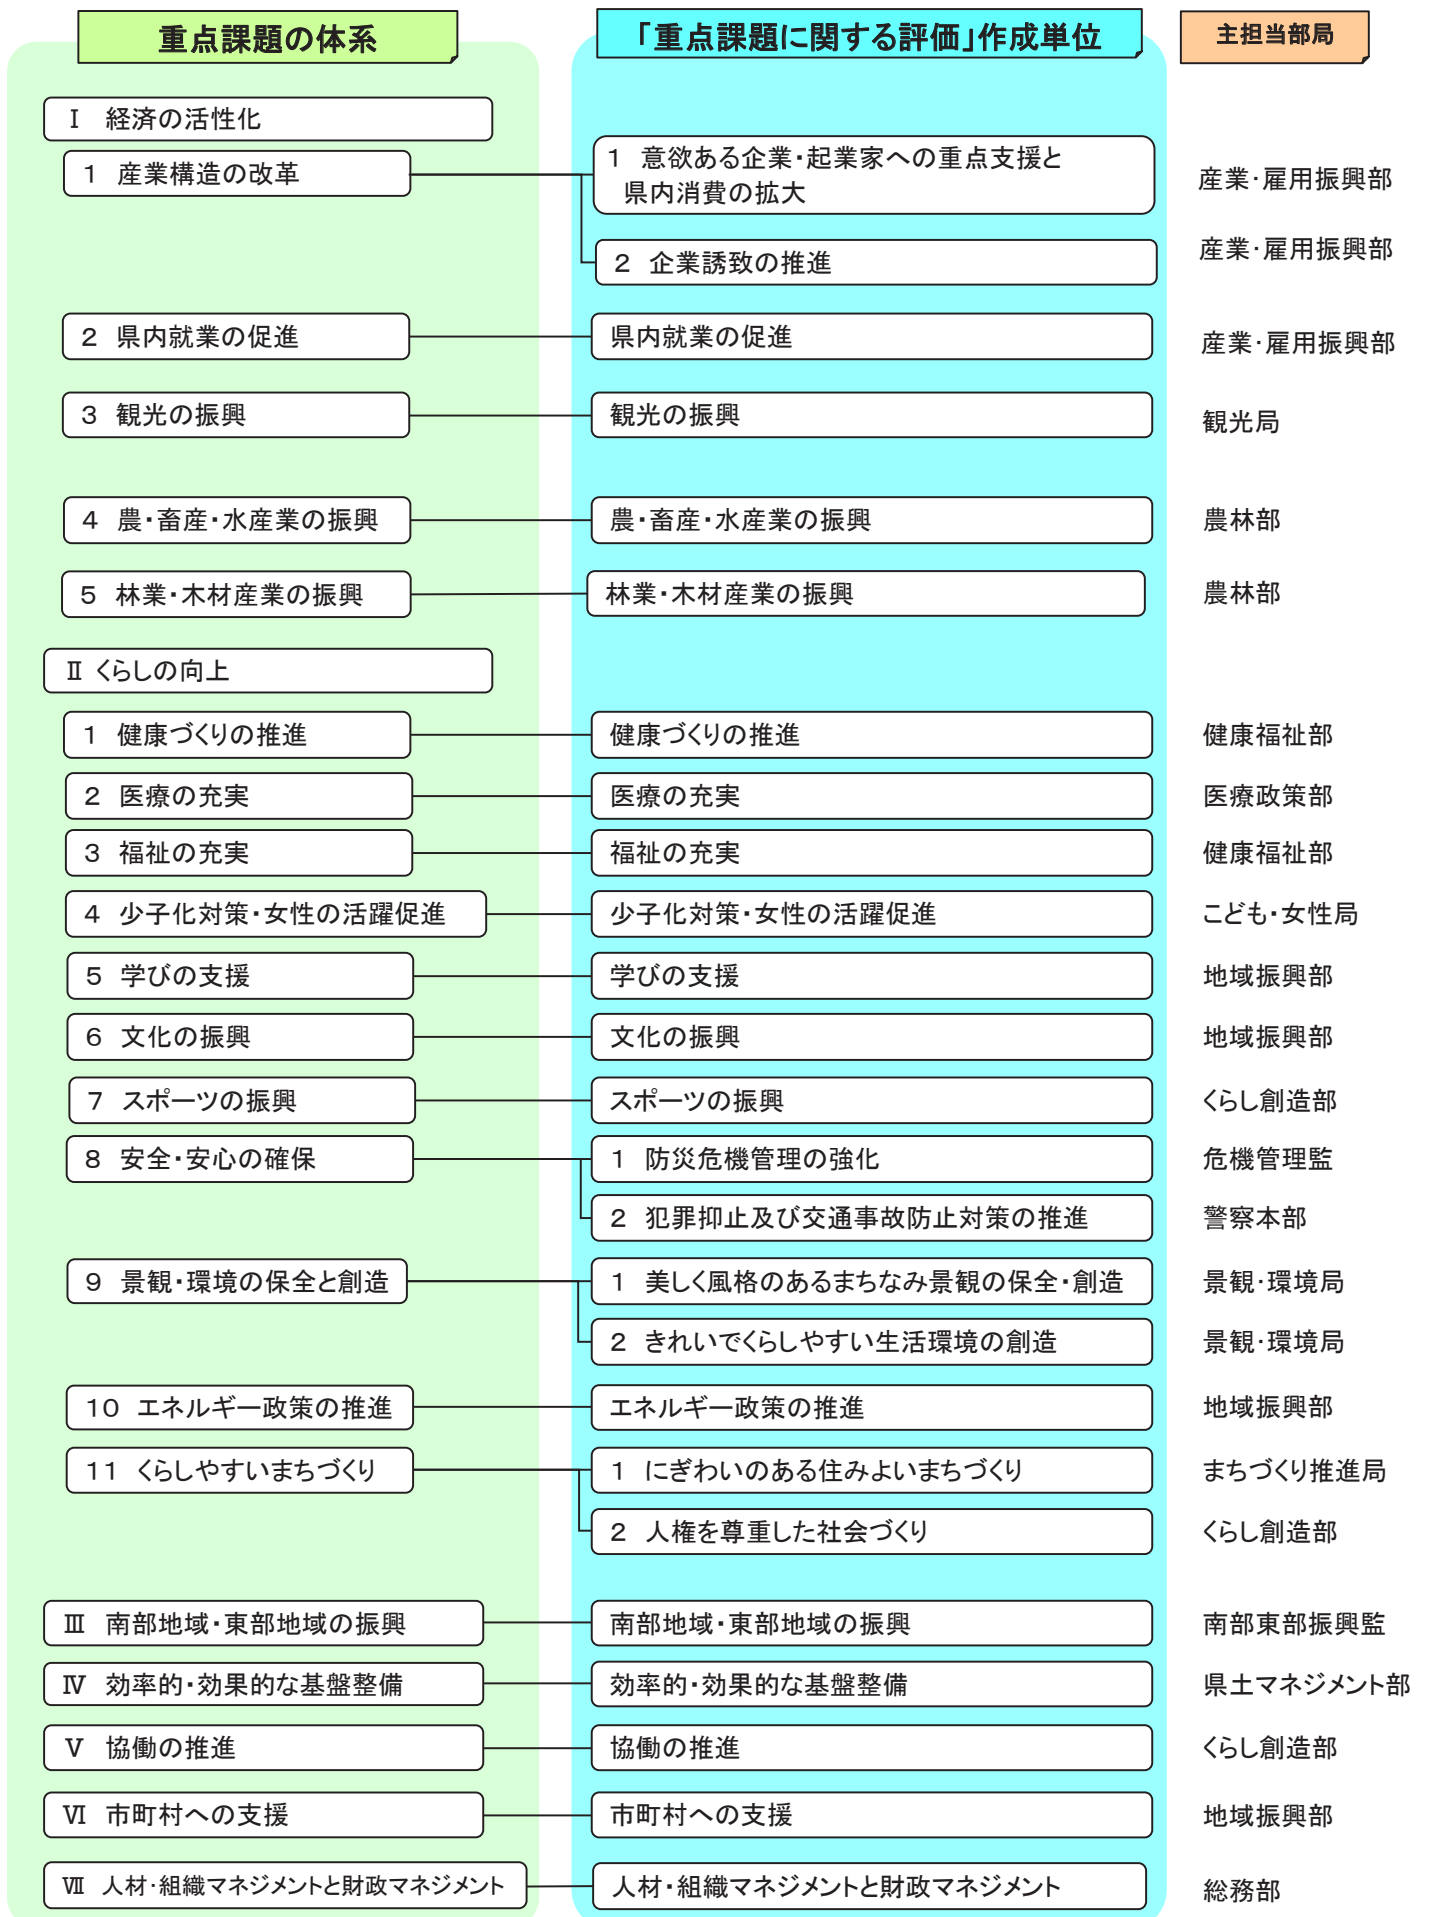 重点課題の体系
「重点課題に関する評価」作成単位
主担当部局
Ⅰ　経済の活性化
１　産業構造の改革
１　意欲ある企業・起業家への重点支援と
県内消費の拡大
産業・雇用振興部
２　企業誘致の推進
産業・雇用振興部
２　県内就業の促進
県内就業の促進
産業・雇用振興部
３　観光の振興
観光の振興
観光局
４　農・畜産・水産業の振興
農・畜産・水産業の振興
農林部
５　林業・木材産業の振興
林業・木材産業の振興
農林部
Ⅱ くらしの向上
１　健康づくりの推進
健康づくりの推進
健康福祉部
２　医療の充実
医療の充実
医療政策部
３　福祉の充実
福祉の充実
健康福祉部
４　少子化対策・女性の活躍促進
少子化対策・女性の活躍促進
こども・女性局
５　学びの支援
学びの支援
地域振興部
６　文化の振興
文化の振興
地域振興部
７　スポーツの振興
スポーツの振興
くらし創造部
８　安全・安心の確保
１　防災危機管理の強化
危機管理監
２　犯罪抑止及び交通事故防止対策の推進
警察本部
９　景観・環境の保全と創造
１　美しく風格のあるまちなみ景観の保全・創造
景観・環境局
２　きれいでくらしやすい生活環境の創造
景観・環境局
１０　エネルギー政策の推進
エネルギー政策の推進
地域振興部
１１　くらしやすいまちづくり
１　にぎわいのある住みよいまちづくり
まちづくり推進局
２　人権を尊重した社会づくり
くらし創造部
Ⅲ　南部地域・東部地域の振興
南部地域・東部地域の振興
南部東部振興監
Ⅳ　効率的・効果的な基盤整備
効率的・効果的な基盤整備
県土マネジメント部
Ⅴ　協働の推進
協働の推進
くらし創造部
Ⅵ　市町村への支援
市町村への支援
地域振興部
Ⅶ　人材・組織マネジメントと財政マネジメント
人材・組織マネジメントと財政マネジメント
総務部